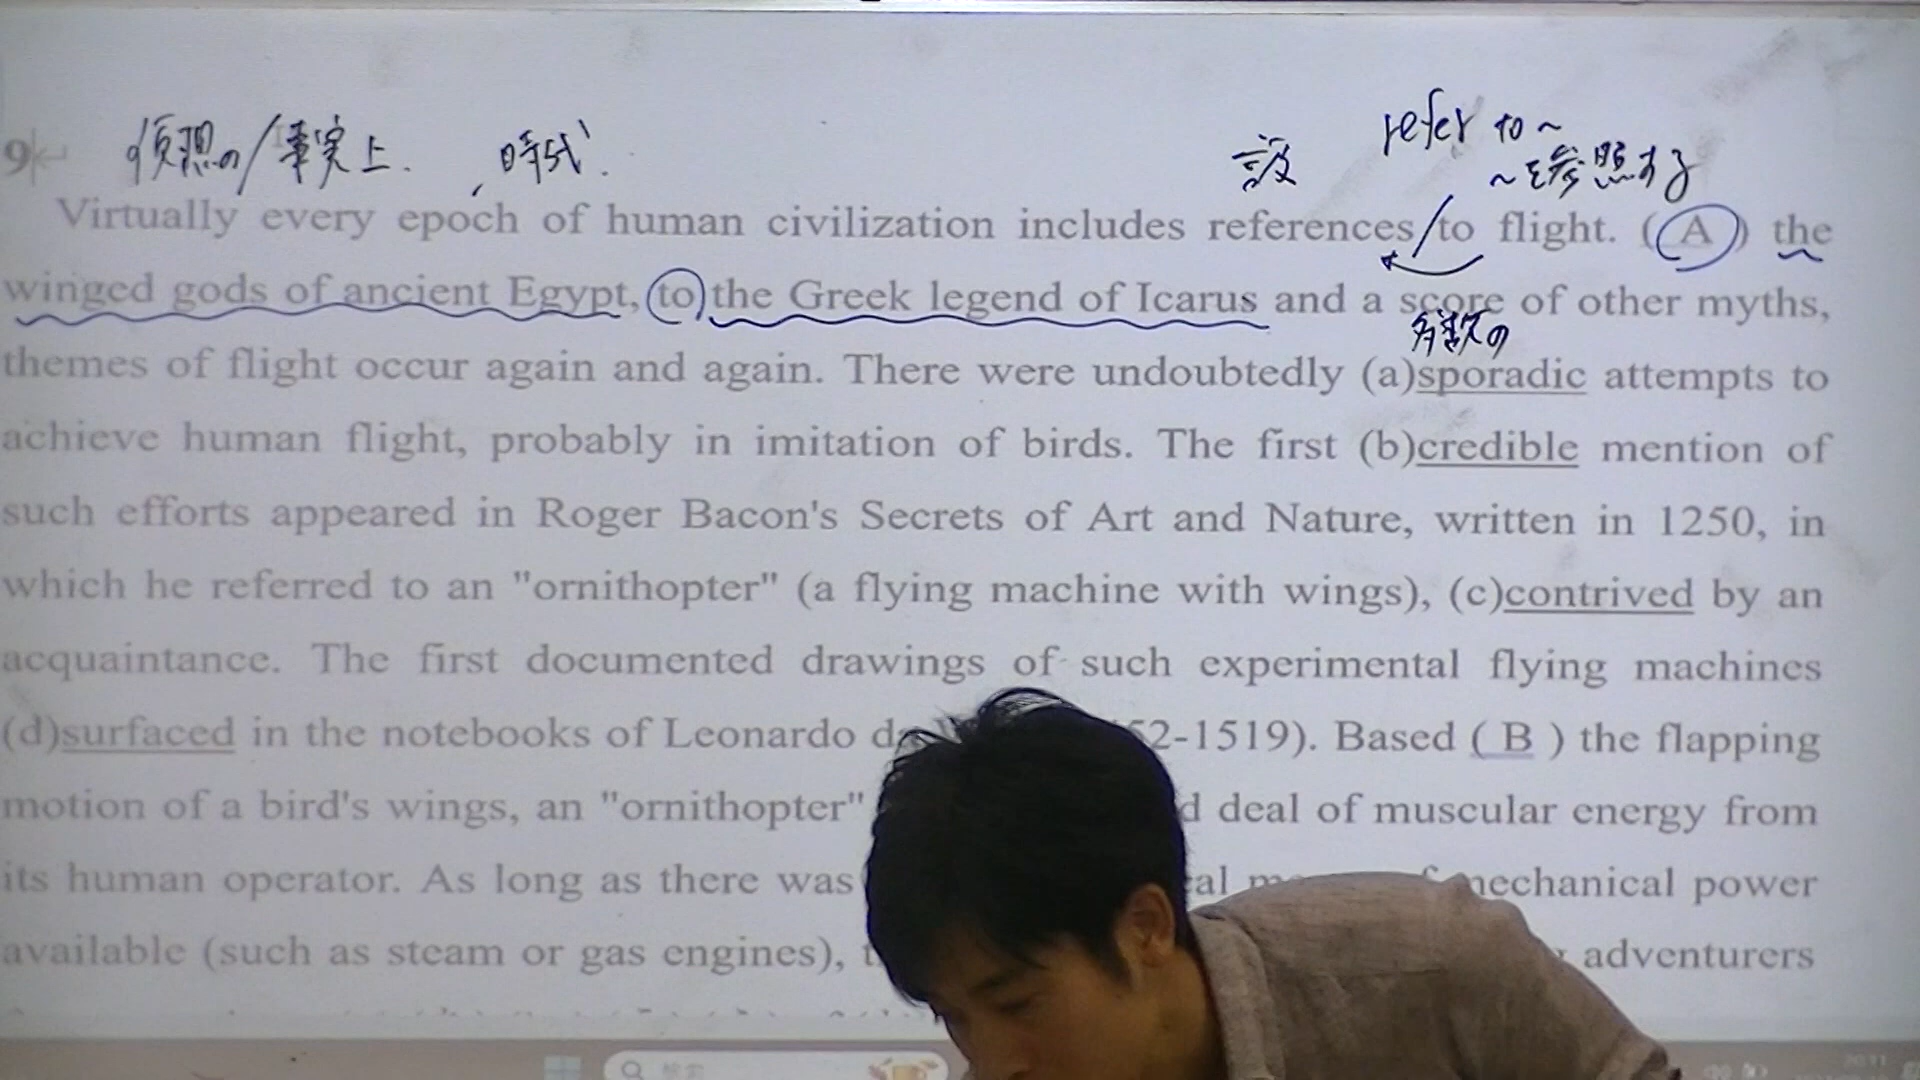 refer to ~
仮想の/事実上. 時代.
設 ~を参照する
9
Virtually every epoch of human civilization includes references/to flight. (A) the
winged gods of ancient Egypt, to the Greek legend of Icarus and a score of other myths,
多数の
themes of flight occur again and again. There were undoubtedly (a)sporadic attempts to
achieve human flight, probably in imitation of birds. The first (b)credible mention of
such efforts appeared in Roger Bacon's Secrets of Art and Nature, written in 1250, in
which he referred to an "ornithopter" (a flying machine with wings), (c)contrived by an
acquaintance. The first documented drawings of such experimental flying machines
(d)surfaced in the notebooks of Leonardo 2-1519). Based ( B ) the flapping
motion of a bird's wings, an "ornithopter" deal of muscular energy from
its human operator. As long as there was mechanical power
available (such as steam or gas engines), adventurers
検索